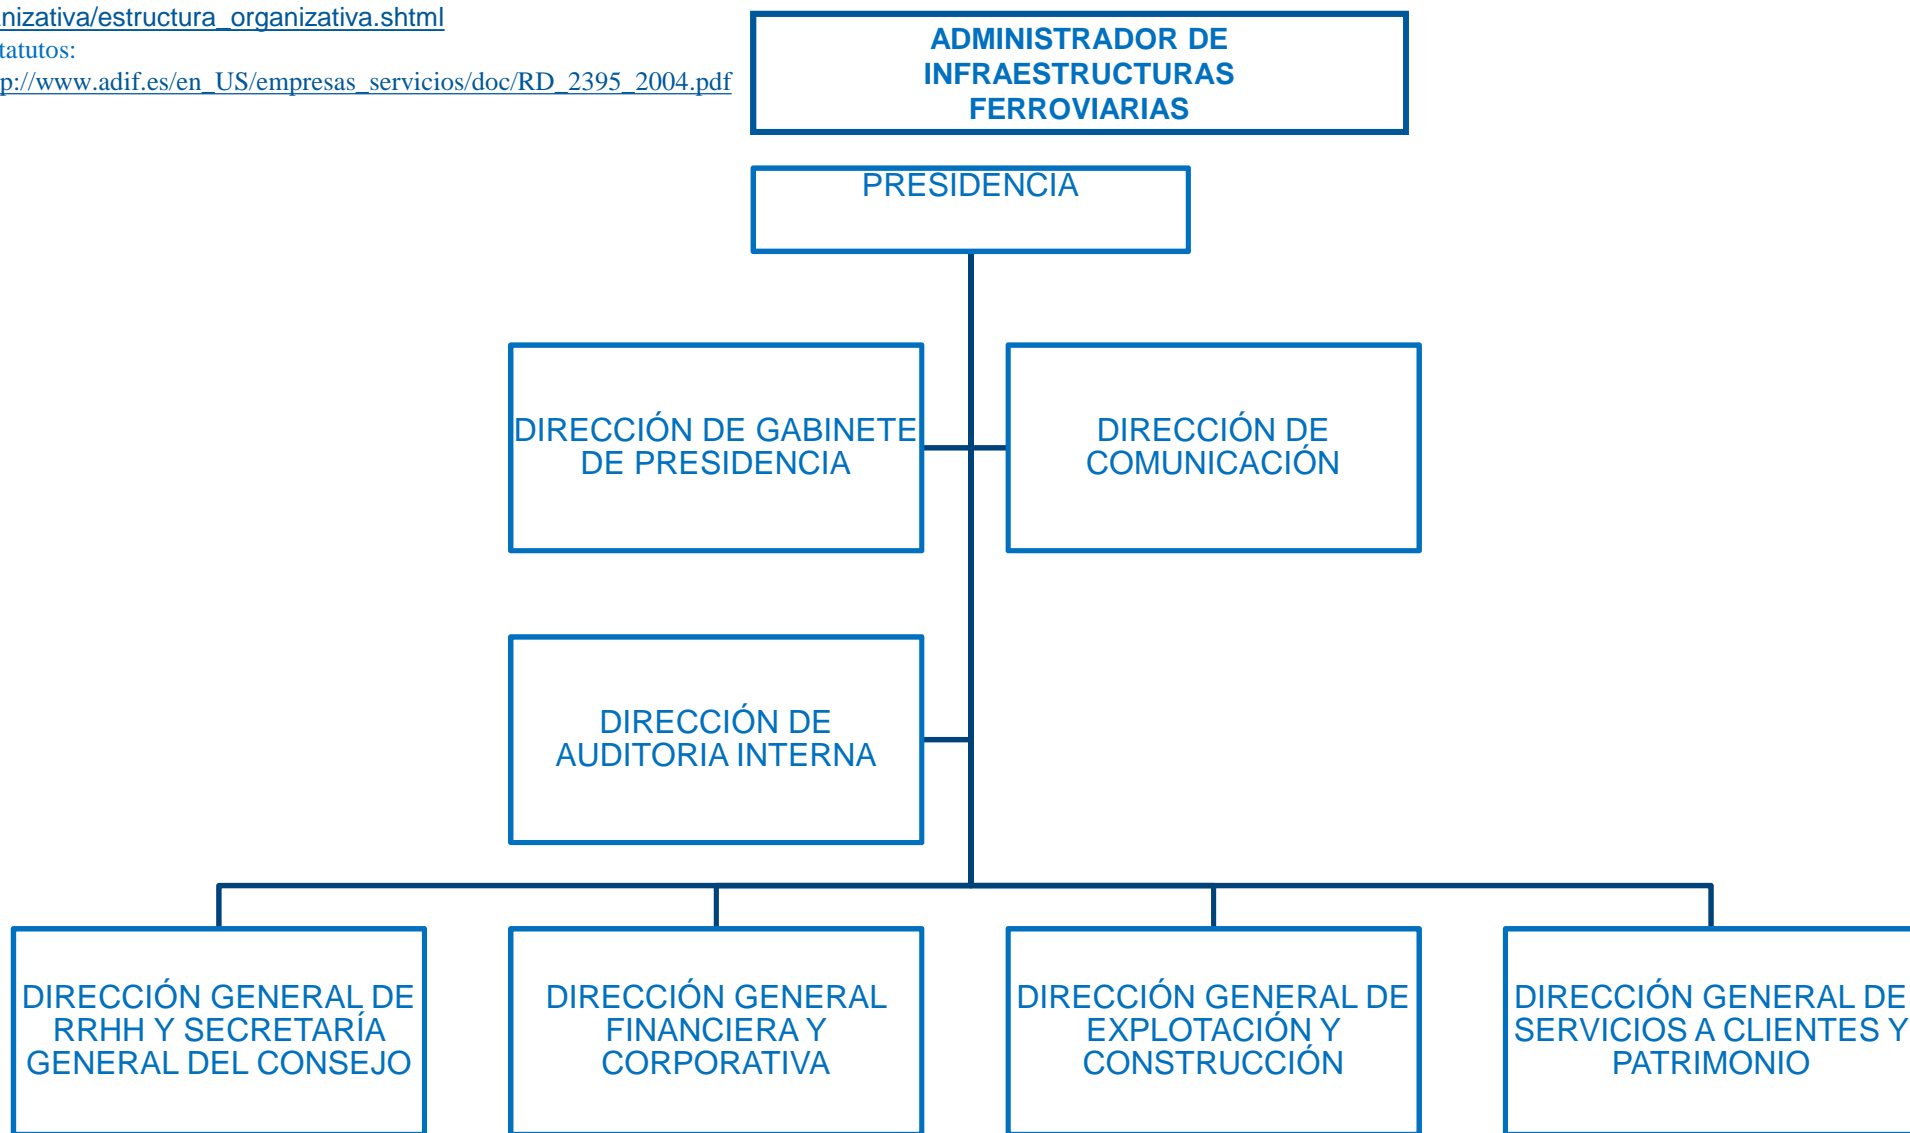 nizativa/estructura_organizativa.shtml
tatutos:
p://www.adif.es/en_US/empresas_servicios/doc/RD_2395_2004.pdf
ADMINISTRADOR DE
INFRAESTRUCTURAS
FERROVIARIAS
PRESIDENCIA
DIRECCIÓN DE GABINETE
DE PRESIDENCIA
DIRECCIÓN DE
COMUNICACIÓN
DIRECCIÓN DE
AUDITORIA INTERNA
DIRECCIÓN GENERAL DE
RRHH Y SECRETARÍA
GENERAL DEL CONSEJO
DIRECCIÓN GENERAL
FINANCIERA Y
CORPORATIVA
DIRECCIÓN GENERAL DE
EXPLOTACIÓN Y
CONSTRUCCIÓN
DIRECCIÓN GENERAL DE
SERVICIOS A CLIENTES Y
PATRIMONIO